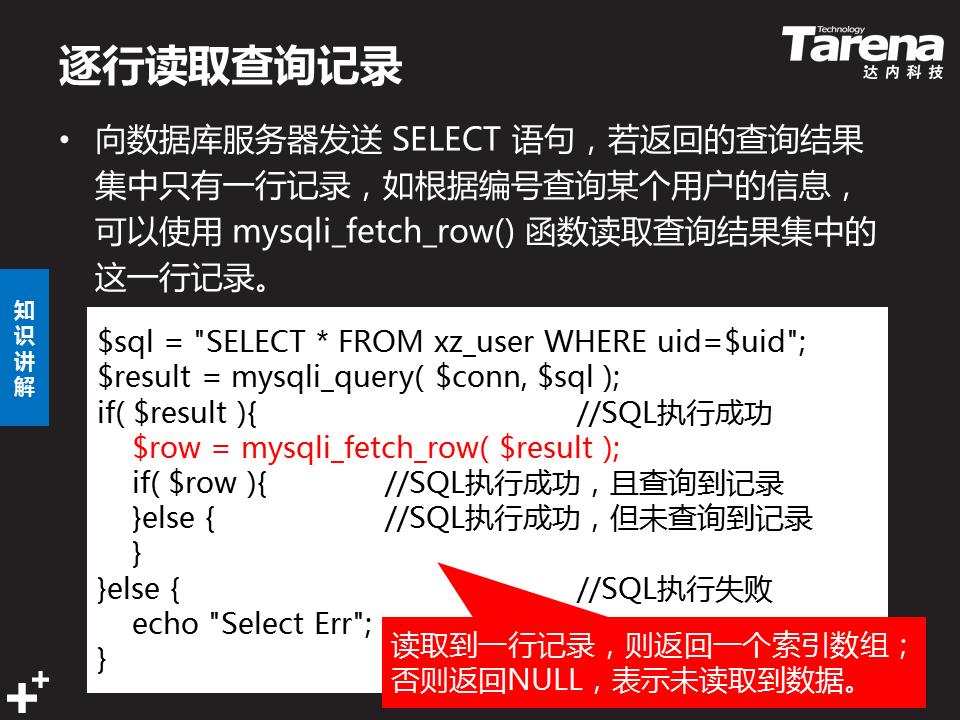 逐行读取查询记录
Technology
Tarena
达内科技
• 向数据库服务器发送 SELECT 语句，若返回的查询结果
集中只有一行记录，如根据编号查询某个用户的信息，
可以使用 mysqli_fetch_row() 函数读取查询结果集中的
这一行记录。
知
识
讲
解
$sql = "SELECT * FROM xz_user WHERE uid=$uid";
$result = mysqli_query( $conn, $sql );
if( $result ){ //SQL执行成功
$row = mysqli_fetch_row( $result );
if( $row ){ //SQL执行成功，且查询到记录
}else { //SQL执行成功，但未查询到记录
}
}else { //SQL执行失败
echo "Select Err";
}
读取到一行记录，则返回一个索引数组；
否则返回NULL，表示未读取到数据。